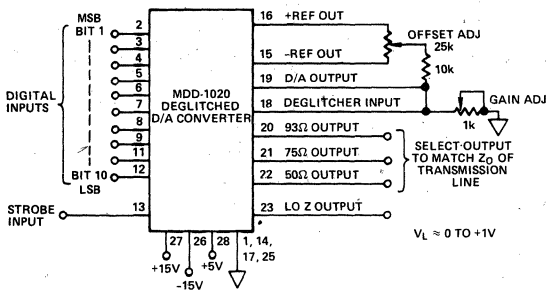 MSB
BIT 1
2
3
4
5
6
7
8
9
11
12
DIGITAL
INPUTS
BIT 10
LSB
STROBE
INPUT
13
MDD-1020
DEGLITCHED
D/A CONVERTER
16 +REF OUT
15 -REF OUT
19 D/A OUTPUT
18 DEGLITCHER INPUT
20 93Ω OUTPUT
21 75Ω OUTPUT
22 50Ω OUTPUT
23 LO Z OUTPUT
OFFSET ADJ
25k
10k
GAIN ADJ
1k
SELECT OUTPUT
TO MATCH Z₀ OF
TRANSMISSION
LINE
V_L ≈ 0 TO +1V
27 26 28 1, 14,
17, 25
+15V
-15V
+5V